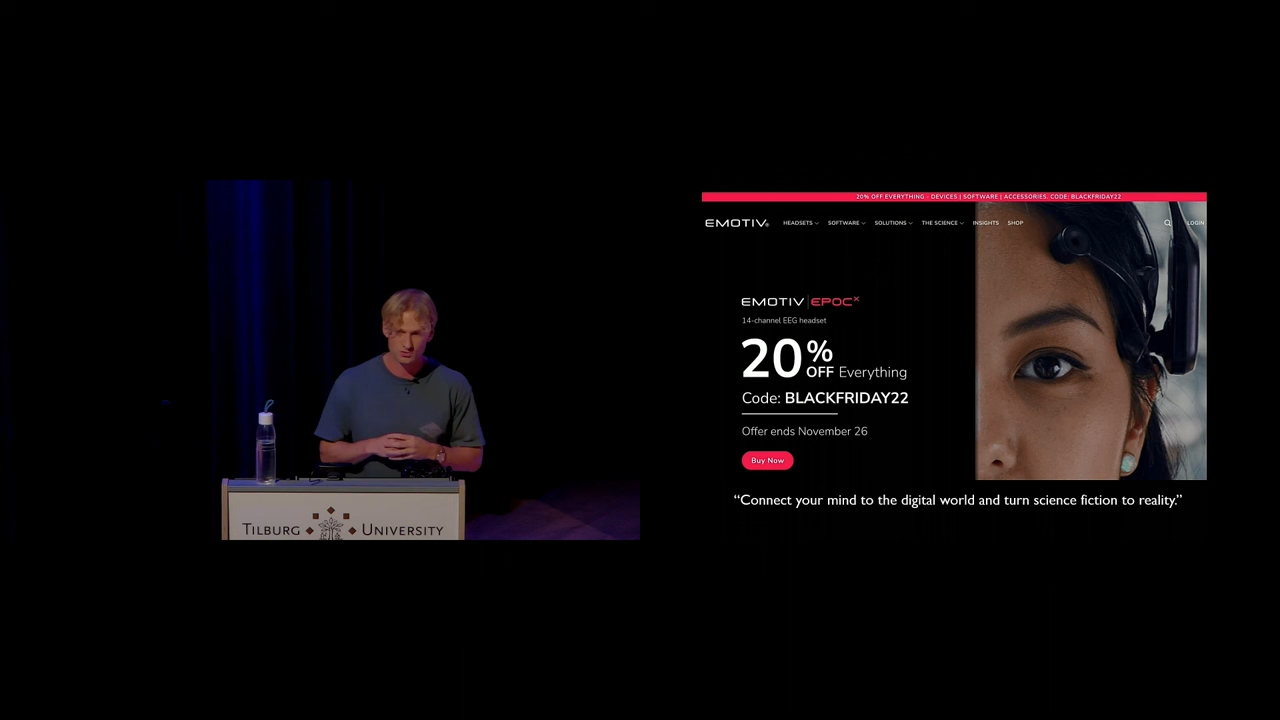 TILBURG UNIVERSITY
20% OFF EVERYTHING - DEVICES | SOFTWARE | ACCESSORIES. CODE: BLACKFRIDAY22
EMOTIV HEADSETS SOFTWARE SOLUTIONS THE SCIENCE INSIGHTS SHOP LOGIN
EMOTIV | EPOC X
14-channel EEG headset
20% OFF Everything
Code: BLACKFRIDAY22
Offer ends November 26
Buy Now
“Connect your mind to the digital world and turn science fiction to reality.”